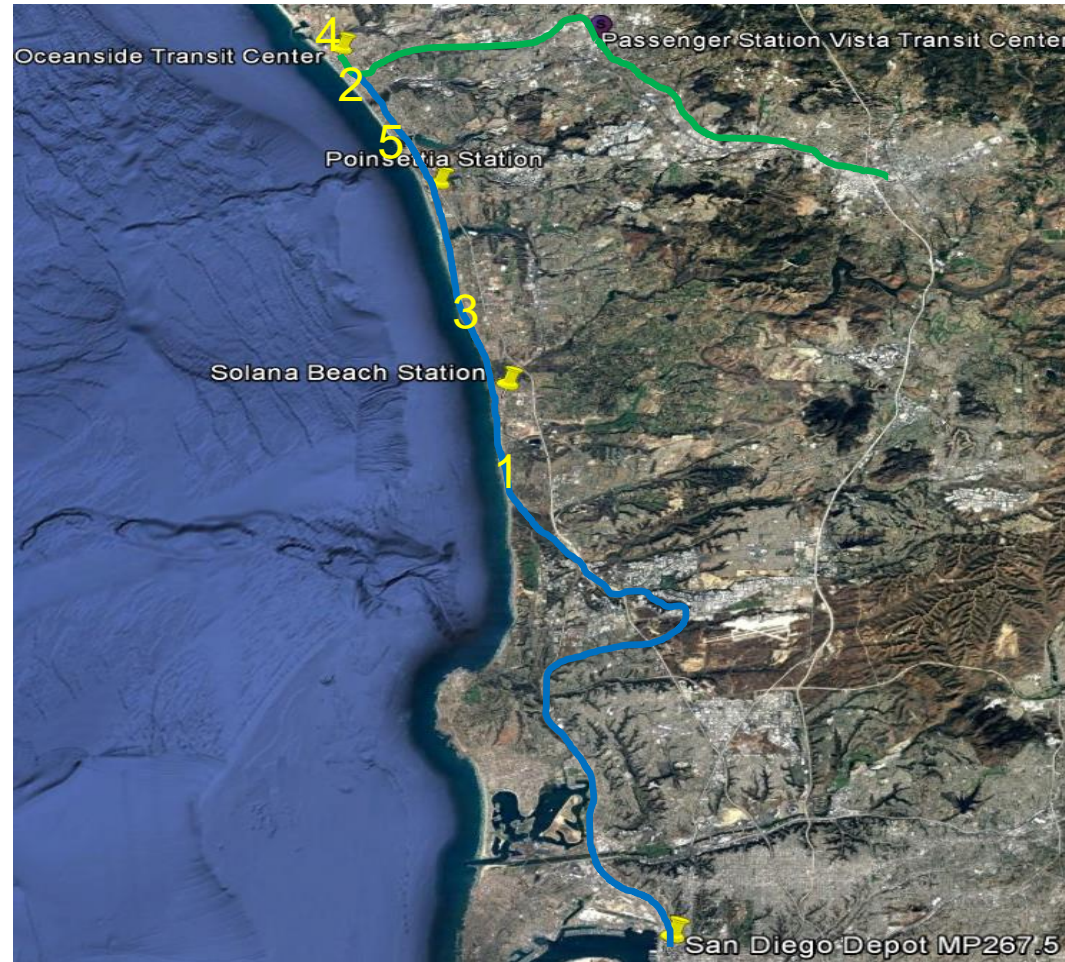 4
Oceanside Transit Center
S
Passenger Station Vista Transit Center
2
5
Poinsettia Station
3
Solana Beach Station
1
San Diego Depot MP267.5